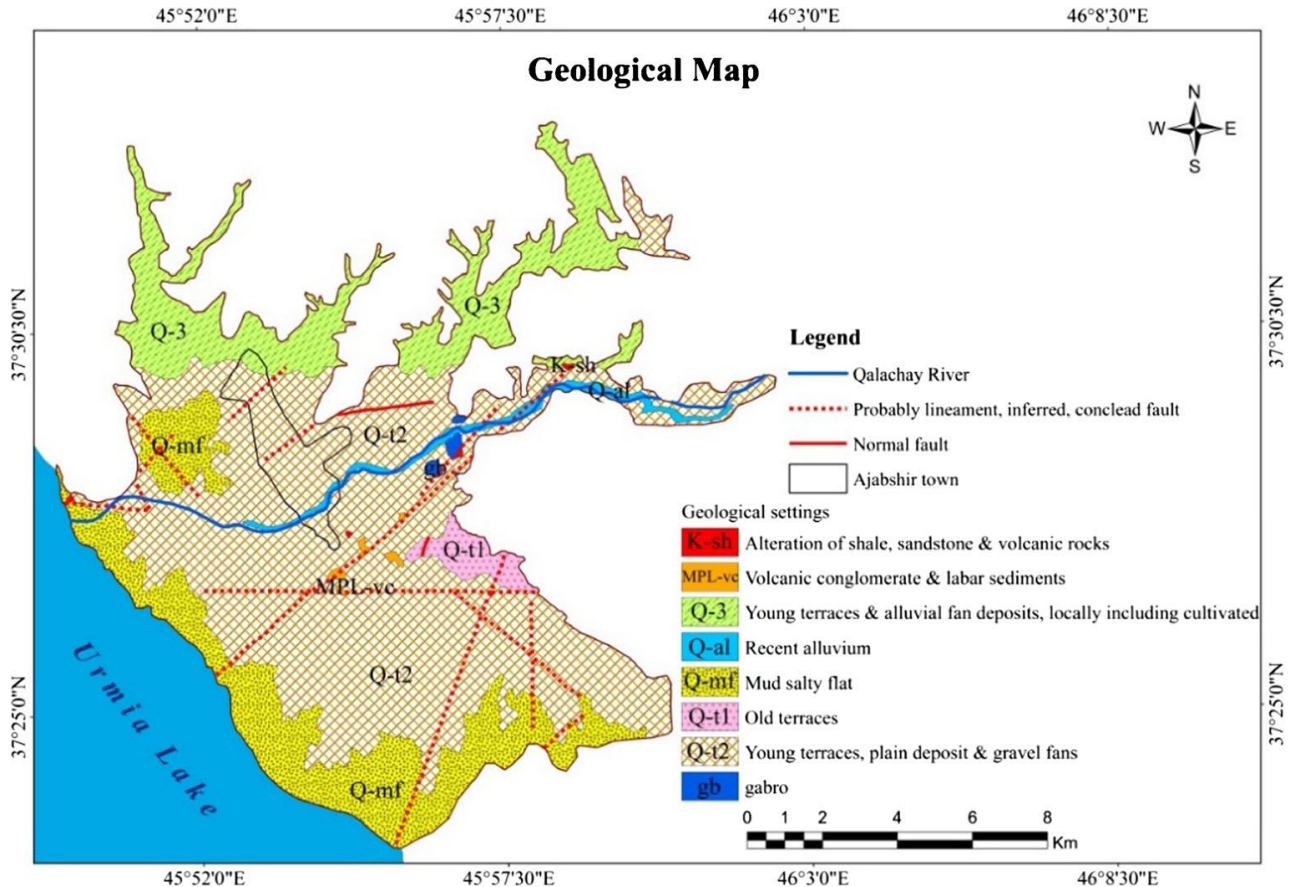 45°52'0"E 45°57'30"E 46°3'0"E 46°8'30"E
Geological Map
N
W E
S
37°30'30"N
37°30'30"N
Q-3
Q-3
K-sh
Q-al
Q-t2
Q-mf
gb
Q-t1
MPL-vc
Q-t2
Q-mf
Urmia Lake
37°25'0"N
37°25'0"N
Legend
Qalachay River
Probably lineament, inferred, conclead fault
Normal fault
Ajabshir town
Geological settings
K-sh Alteration of shale, sandstone & volcanic rocks
MPL-vc Volcanic conglomerate & labar sediments
Q-3 Young terraces & alluvial fan deposits, locally including cultivated
Q-al Recent alluvium
Q-mf Mud salty flat
Q-t1 Old terraces
Q-t2 Young terraces, plain deposit & gravel fans
gb gabro
0 1 2 4 6 8
Km
45°52'0"E 45°57'30"E 46°3'0"E 46°8'30"E